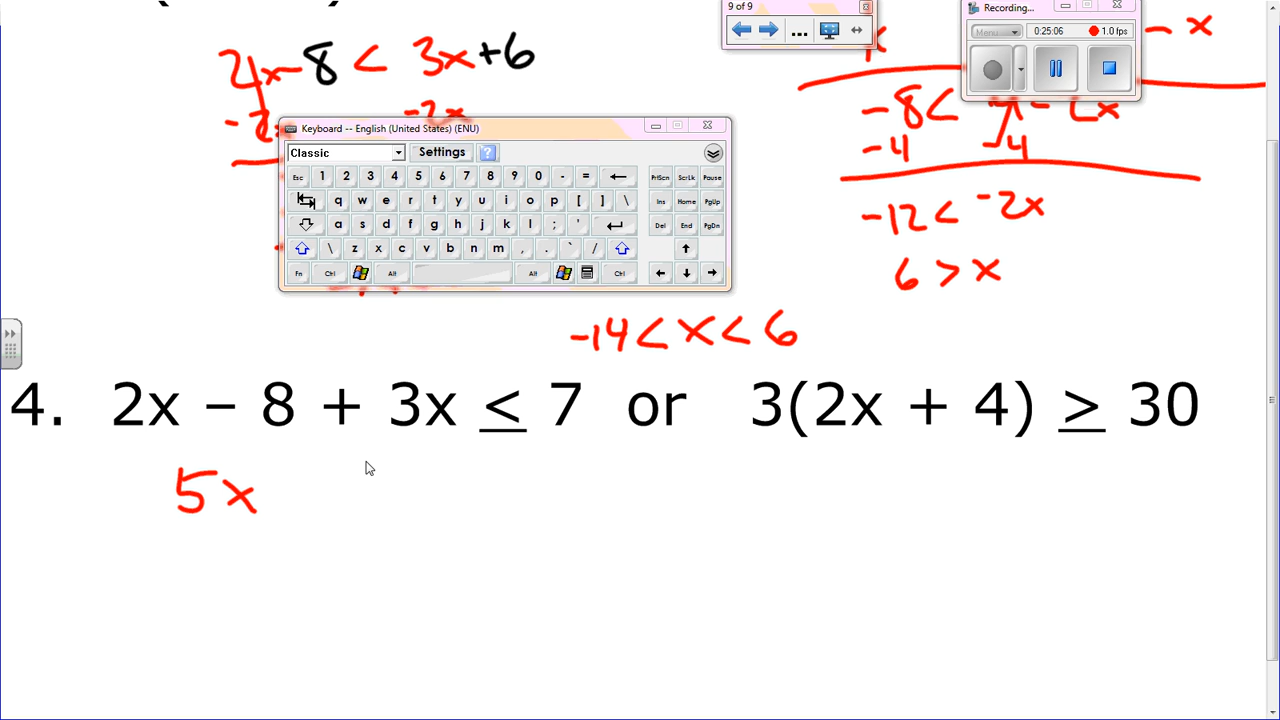 9 of 9
Recording...
Menu
0:25:06
1.0 fps
2x-8 < 3x+6
- x
-2x
-8<
-4 -4
-12 < -2x
6 > x
Keyboard -- English (United States) (ENU)
Classic Settings ?
Esc 1 2 3 4 5 6 7 8 9 0 - = PrtScn ScrLk Pause
q w e r t y u i o p [ ] \ Ins Home PgUp
a s d f g h j k l ; ' Del End PgDn
\ z x c v b n m , . ` /
Fn Ctrl Alt Alt Ctrl
-14 < x < 6
4. 2x – 8 + 3x ≤ 7 or 3(2x + 4) ≥ 30
5x